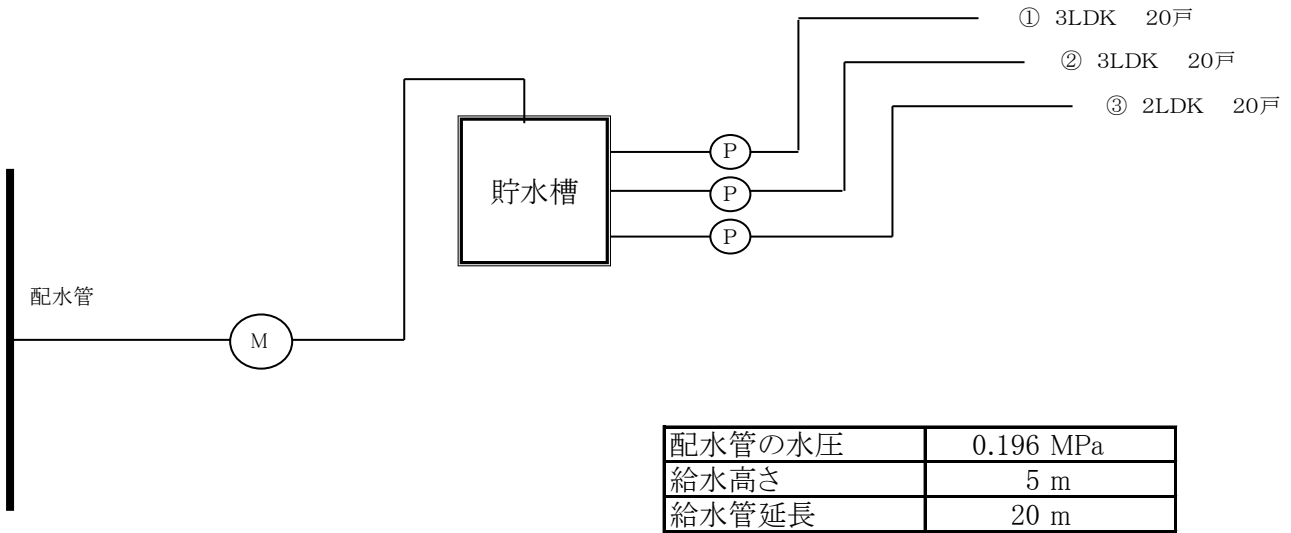 ① 3LDK 20戸
② 3LDK 20戸
③ 2LDK 20戸
P
P
P
貯水槽
配水管
M
配水管の水圧 0.196 MPa
給水高さ 5 m
給水管延長 20 m